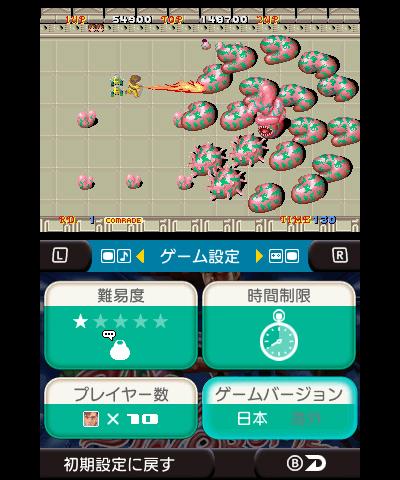 1UP 54900 TOP 148700 2UP
RD. 1 COMRADE TIME 130
L ゲーム設定 R
難易度 時間制限
プレイヤー数 ゲームバージョン
×10 日本 海外
初期設定に戻す B